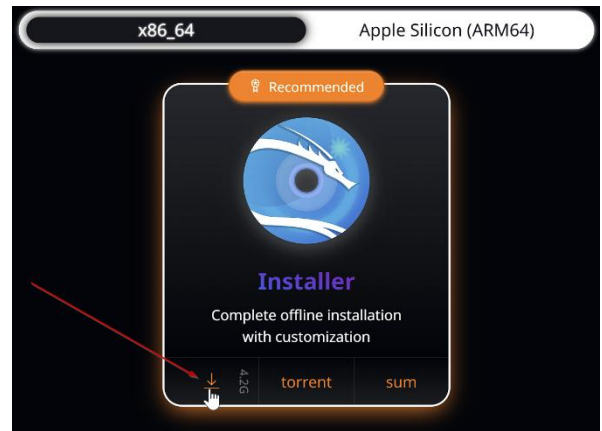 x86_64
Apple Silicon (ARM64)
Recommended
Installer
Complete offline installation
with customization
4.2G
torrent
sum